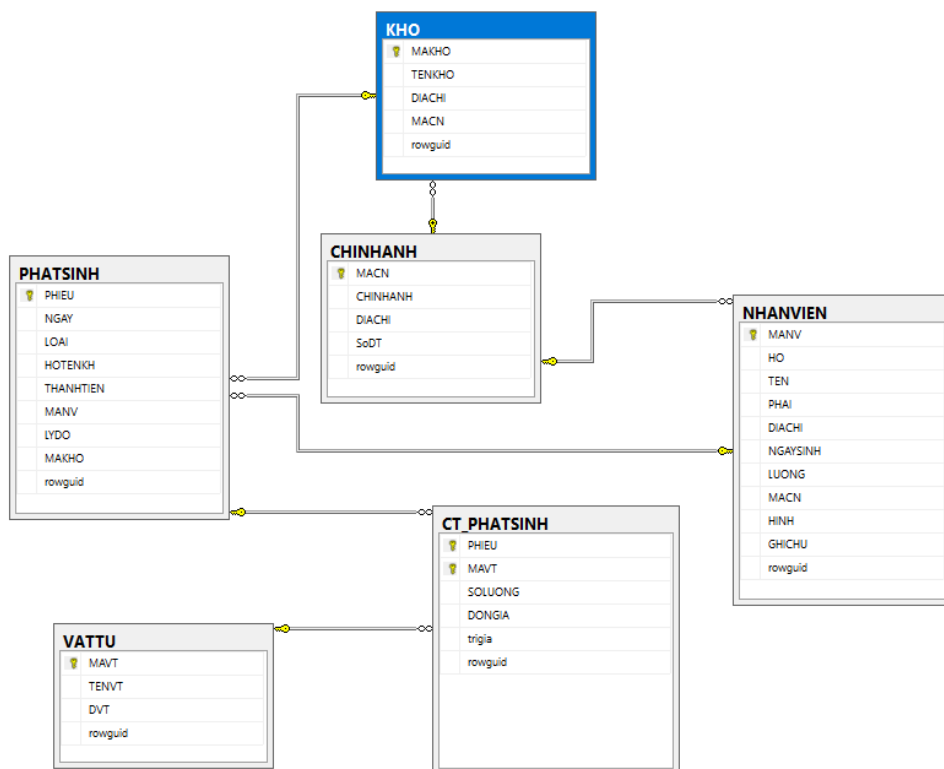 KHO
MAKHO
TENKHO
DIACHI
MACN
rowguid
CHINHANH
MACN
CHINHANH
DIACHI
SoDT
rowguid
PHATSINH
PHIEU
NGAY
LOAI
HOTENKH
THANHTIEN
MANV
LYDO
MAKHO
rowguid
NHANVIEN
MANV
HO
TEN
PHAI
DIACHI
NGAYSINH
LUONG
MACN
HINH
GHICHU
rowguid
CT_PHATSINH
PHIEU
MAVT
SOLUONG
DONGIA
trigia
rowguid
VATTU
MAVT
TENVT
DVT
rowguid